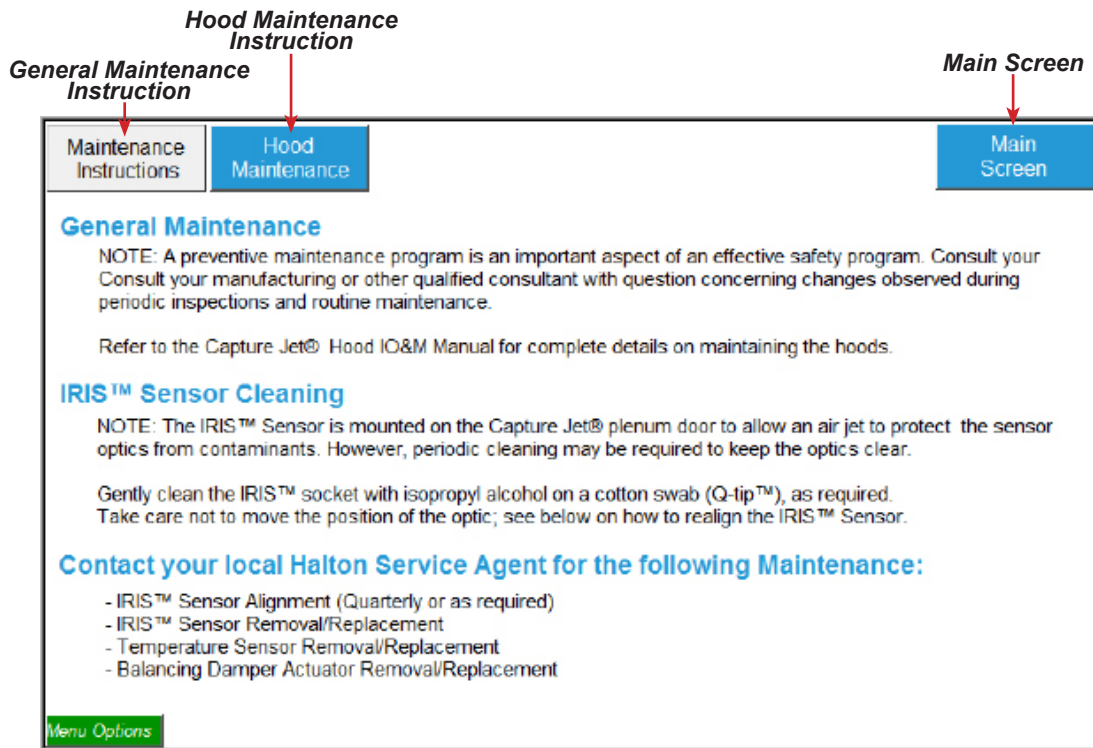 Hood Maintenance
Instruction
General Maintenance
Instruction
Main Screen
Maintenance
Instructions
Hood
Maintenance
Main
Screen
General Maintenance
NOTE: A preventive maintenance program is an important aspect of an effective safety program. Consult your
Consult your manufacturing or other qualified consultant with question concerning changes observed during
periodic inspections and routine maintenance.
Refer to the Capture Jet® Hood IO&M Manual for complete details on maintaining the hoods.
IRIS™ Sensor Cleaning
NOTE: The IRIS™ Sensor is mounted on the Capture Jet® plenum door to allow an air jet to protect the sensor
optics from contaminants. However, periodic cleaning may be required to keep the optics clear.
Gently clean the IRIS™ socket with isopropyl alcohol on a cotton swab (Q-tip™), as required.
Take care not to move the position of the optic; see below on how to realign the IRIS™ Sensor.
Contact your local Halton Service Agent for the following Maintenance:
- IRIS™ Sensor Alignment (Quarterly or as required)
- IRIS™ Sensor Removal/Replacement
- Temperature Sensor Removal/Replacement
- Balancing Damper Actuator Removal/Replacement
Menu Options